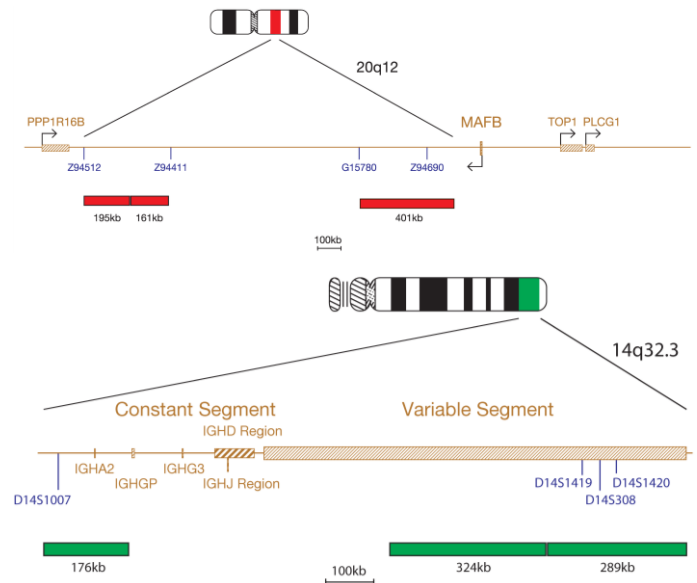 20q12
PPP1R16B
MAFB
TOP1 PLCG1
Z94512 Z94411 G15780 Z94690
195kb 161kb 401kb
100kb
14q32.3
Constant Segment Variable Segment
IGHD Region
IGHA2 IGHG3
IGHGP IGHJ Region
D14S1007 D14S1419 D14S1420
D14S308
176kb 324kb 289kb
100kb